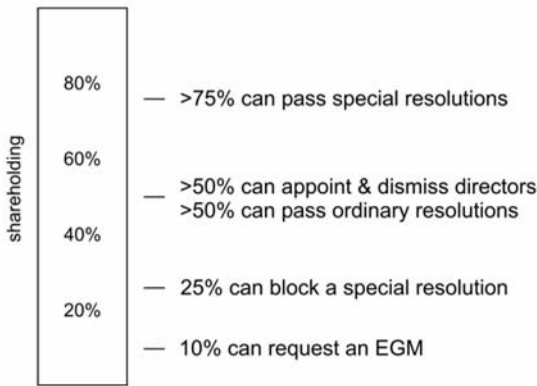 shareholding
80%
>75% can pass special resolutions
60%
>50% can appoint & dismiss directors
>50% can pass ordinary resolutions
40%
25% can block a special resolution
20%
10% can request an EGM